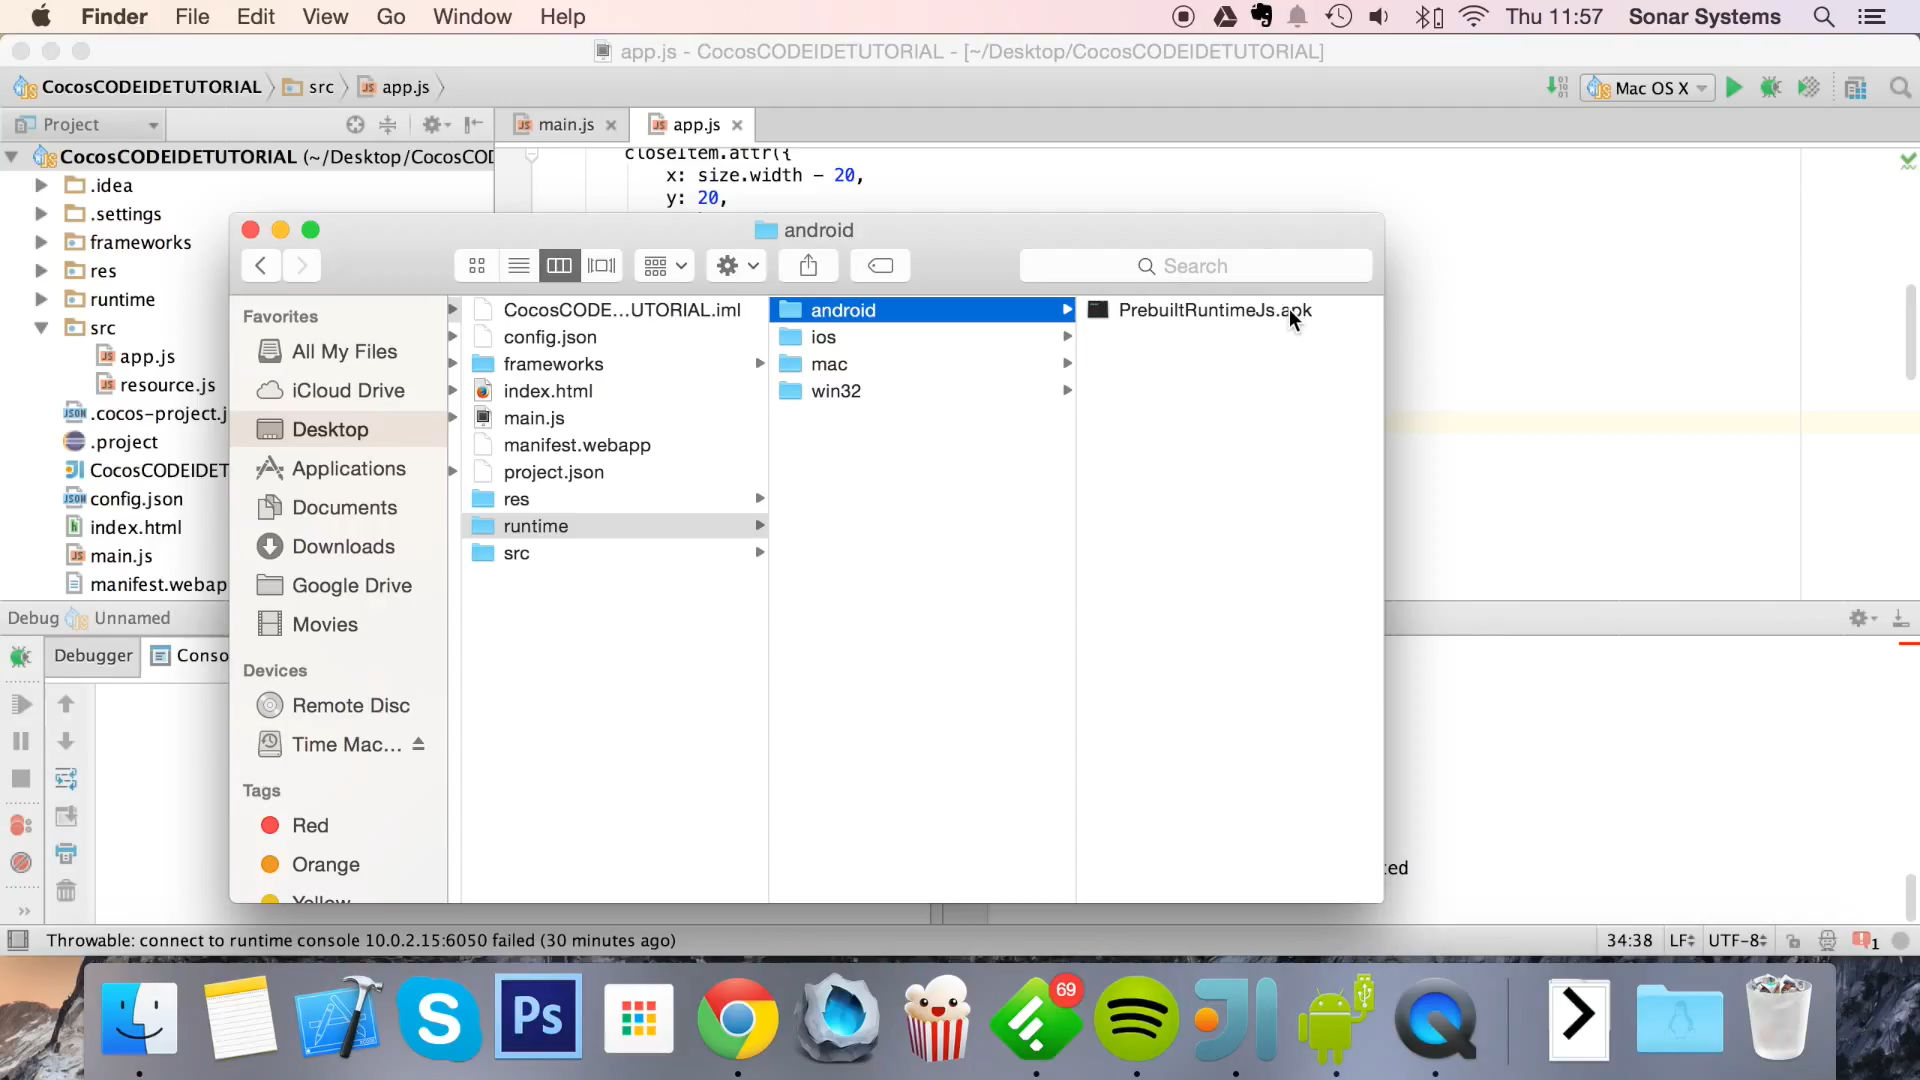 Finder File Edit View Go Window Help Thu 11:57 Sonar Systems
app.js - CocosCODEIDETUTORIAL - [~/Desktop/CocosCODEIDETUTORIAL]
CocosCODEIDETUTORIAL src app.js Mac OS X
Project main.js app.js
CocosCODEIDETUTORIAL (~/Desktop/CocosCOD
.idea
.settings
frameworks
res
runtime
src
app.js
resource.js
.cocos-project.j
.project
CocosCODEIDET
config.json
index.html
main.js
manifest.webap
closeItem.attr({
x: size.width - 20,
y: 20,
android
Search
Favorites
All My Files
iCloud Drive
Desktop
Applications
Documents
Downloads
Google Drive
Movies
Devices
Remote Disc
Time Mac...
Tags
Red
Orange
Yellow
CocosCODE...UTORIAL.iml
config.json
frameworks
index.html
main.js
manifest.webapp
project.json
res
runtime
src
android
ios
mac
win32
PrebuiltRuntimeJs.apk
Debug Unnamed
Debugger Conso
ted
Throwable: connect to runtime console 10.0.2.15:6050 failed (30 minutes ago) 34:38 LF UTF-8 1
Ps
69